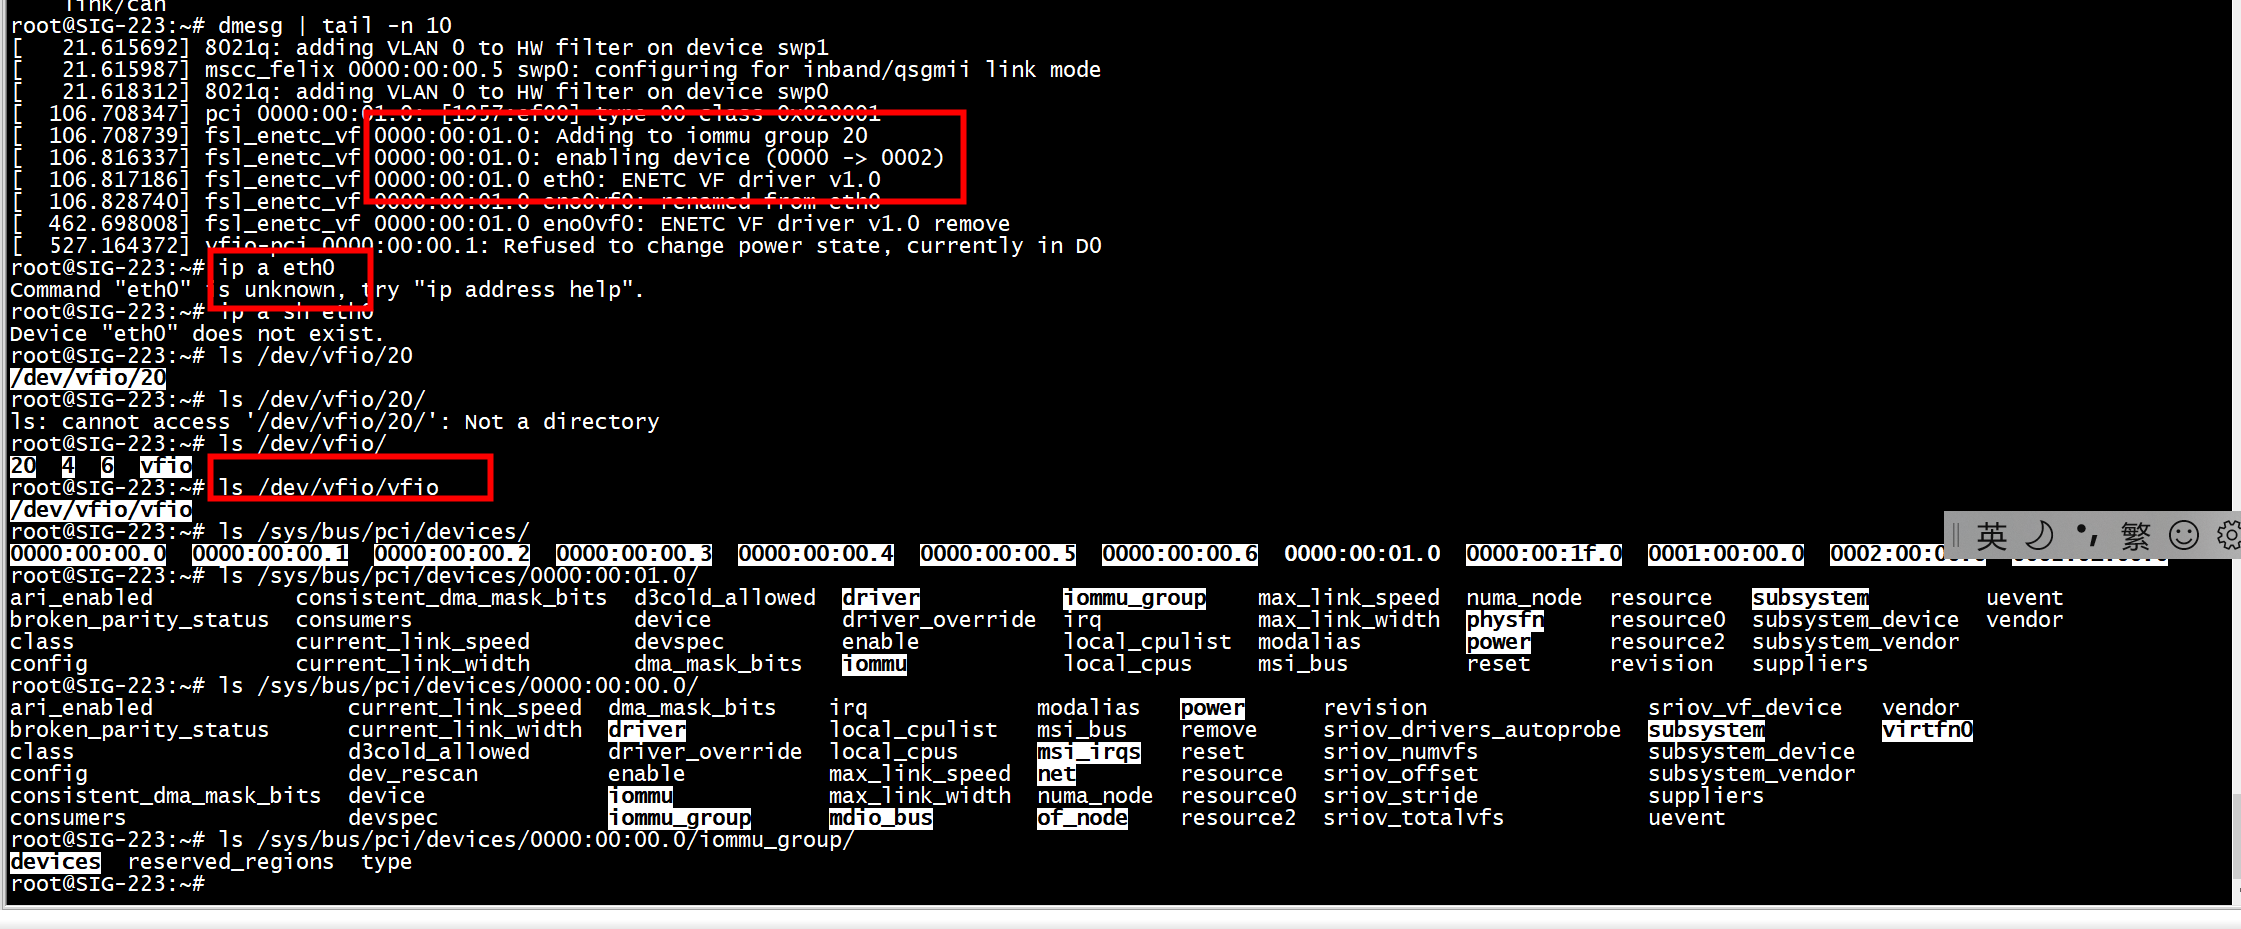 link/can
root@SIG-223:~# dmesg | tail -n 10
[   21.615692] 8021q: adding VLAN 0 to HW filter on device swp1
[   21.615987] mscc_felix 0000:00:00.5 swp0: configuring for inband/qsgmii link mode
[   21.618312] 8021q: adding VLAN 0 to HW filter on device swp0
[  106.708347] pci 0000:00:01.0: [1957:ef00] type 00 class 0x020001
[  106.708739] fsl_enetc_vf 0000:00:01.0: Adding to iommu group 20
[  106.816337] fsl_enetc_vf 0000:00:01.0: enabling device (0000 -> 0002)
[  106.817186] fsl_enetc_vf 0000:00:01.0 eth0: ENETC VF driver v1.0
[  106.828740] fsl_enetc_vf 0000:00:01.0 eno0vf0: renamed from eth0
[  462.698008] fsl_enetc_vf 0000:00:01.0 eno0vf0: ENETC VF driver v1.0 remove
[  527.164372] vfio-pci 0000:00:00.1: Refused to change power state, currently in D0
root@SIG-223:~# ip a eth0
Command "eth0" is unknown, try "ip address help".
root@SIG-223:~# ip a sh eth0
Device "eth0" does not exist.
root@SIG-223:~# ls /dev/vfio/20
/dev/vfio/20
root@SIG-223:~# ls /dev/vfio/20/
ls: cannot access '/dev/vfio/20/': Not a directory
root@SIG-223:~# ls /dev/vfio/
20  4  6  vfio
root@SIG-223:~# ls /dev/vfio/vfio
/dev/vfio/vfio
root@SIG-223:~# ls /sys/bus/pci/devices/
0000:00:00.0  0000:00:00.1  0000:00:00.2  0000:00:00.3  0000:00:00.4  0000:00:00.5  0000:00:00.6  0000:00:01.0  0000:00:1f.0  0001:00:00.0
root@SIG-223:~# ls /sys/bus/pci/devices/0000:00:01.0/
ari_enabled           consistent_dma_mask_bits  d3cold_allowed  driver           iommu_group    max_link_speed  numa_node  resource   subsystem         uevent
broken_parity_status  consumers                 device          driver_override  irq            max_link_width  physfn     resource0  subsystem_device  vendor
class                 current_link_speed        devspec         enable           local_cpulist  modalias        power      resource2  subsystem_vendor
config                current_link_width        dma_mask_bits   iommu            local_cpus     msi_bus         reset      revision   suppliers
root@SIG-223:~# ls /sys/bus/pci/devices/0000:00:00.0/
ari_enabled               current_link_speed  dma_mask_bits    irq             modalias   power      revision                 sriov_vf_device   vendor
broken_parity_status      current_link_width  driver           local_cpulist   msi_bus    remove     sriov_drivers_autoprobe  subsystem         virtfn0
class                     d3cold_allowed      driver_override  local_cpus      msi_irqs   reset      sriov_numvfs             subsystem_device
config                    dev_rescan          enable           max_link_speed  net        resource   sriov_offset             subsystem_vendor
consistent_dma_mask_bits  device              iommu            max_link_width  numa_node  resource0  sriov_stride             suppliers
consumers                 devspec             iommu_group      mdio_bus        of_node    resource2  sriov_totalvfs           uevent
root@SIG-223:~# ls /sys/bus/pci/devices/0000:00:00.0/iommu_group/
devices  reserved_regions  type
root@SIG-223:~#
英 繁